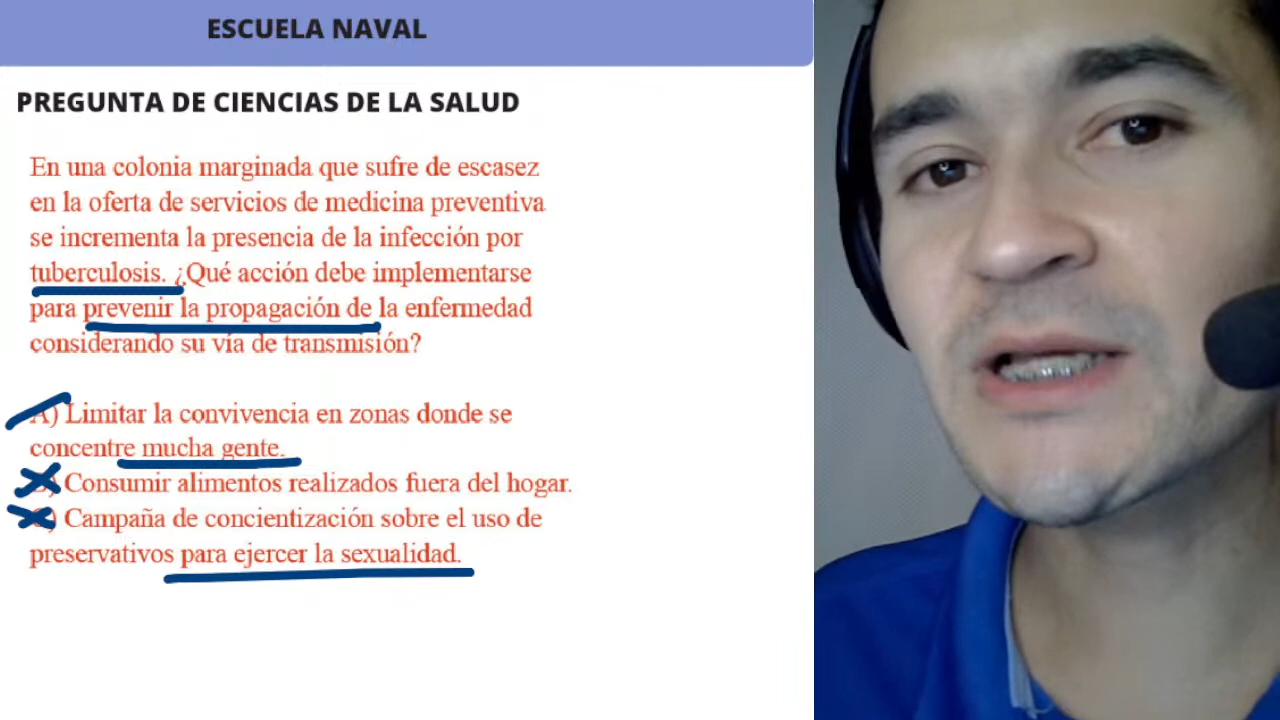 ESCUELA NAVAL
PREGUNTA DE CIENCIAS DE LA SALUD
En una colonia marginada que sufre de escasez
en la oferta de servicios de medicina preventiva
se incrementa la presencia de la infección por
tuberculosis. ¿Qué acción debe implementarse
para prevenir la propagación de la enfermedad
considerando su vía de transmisión?
A) Limitar la convivencia en zonas donde se
concentre mucha gente.
B) Consumir alimentos realizados fuera del hogar.
C) Campaña de concientización sobre el uso de
preservativos para ejercer la sexualidad.